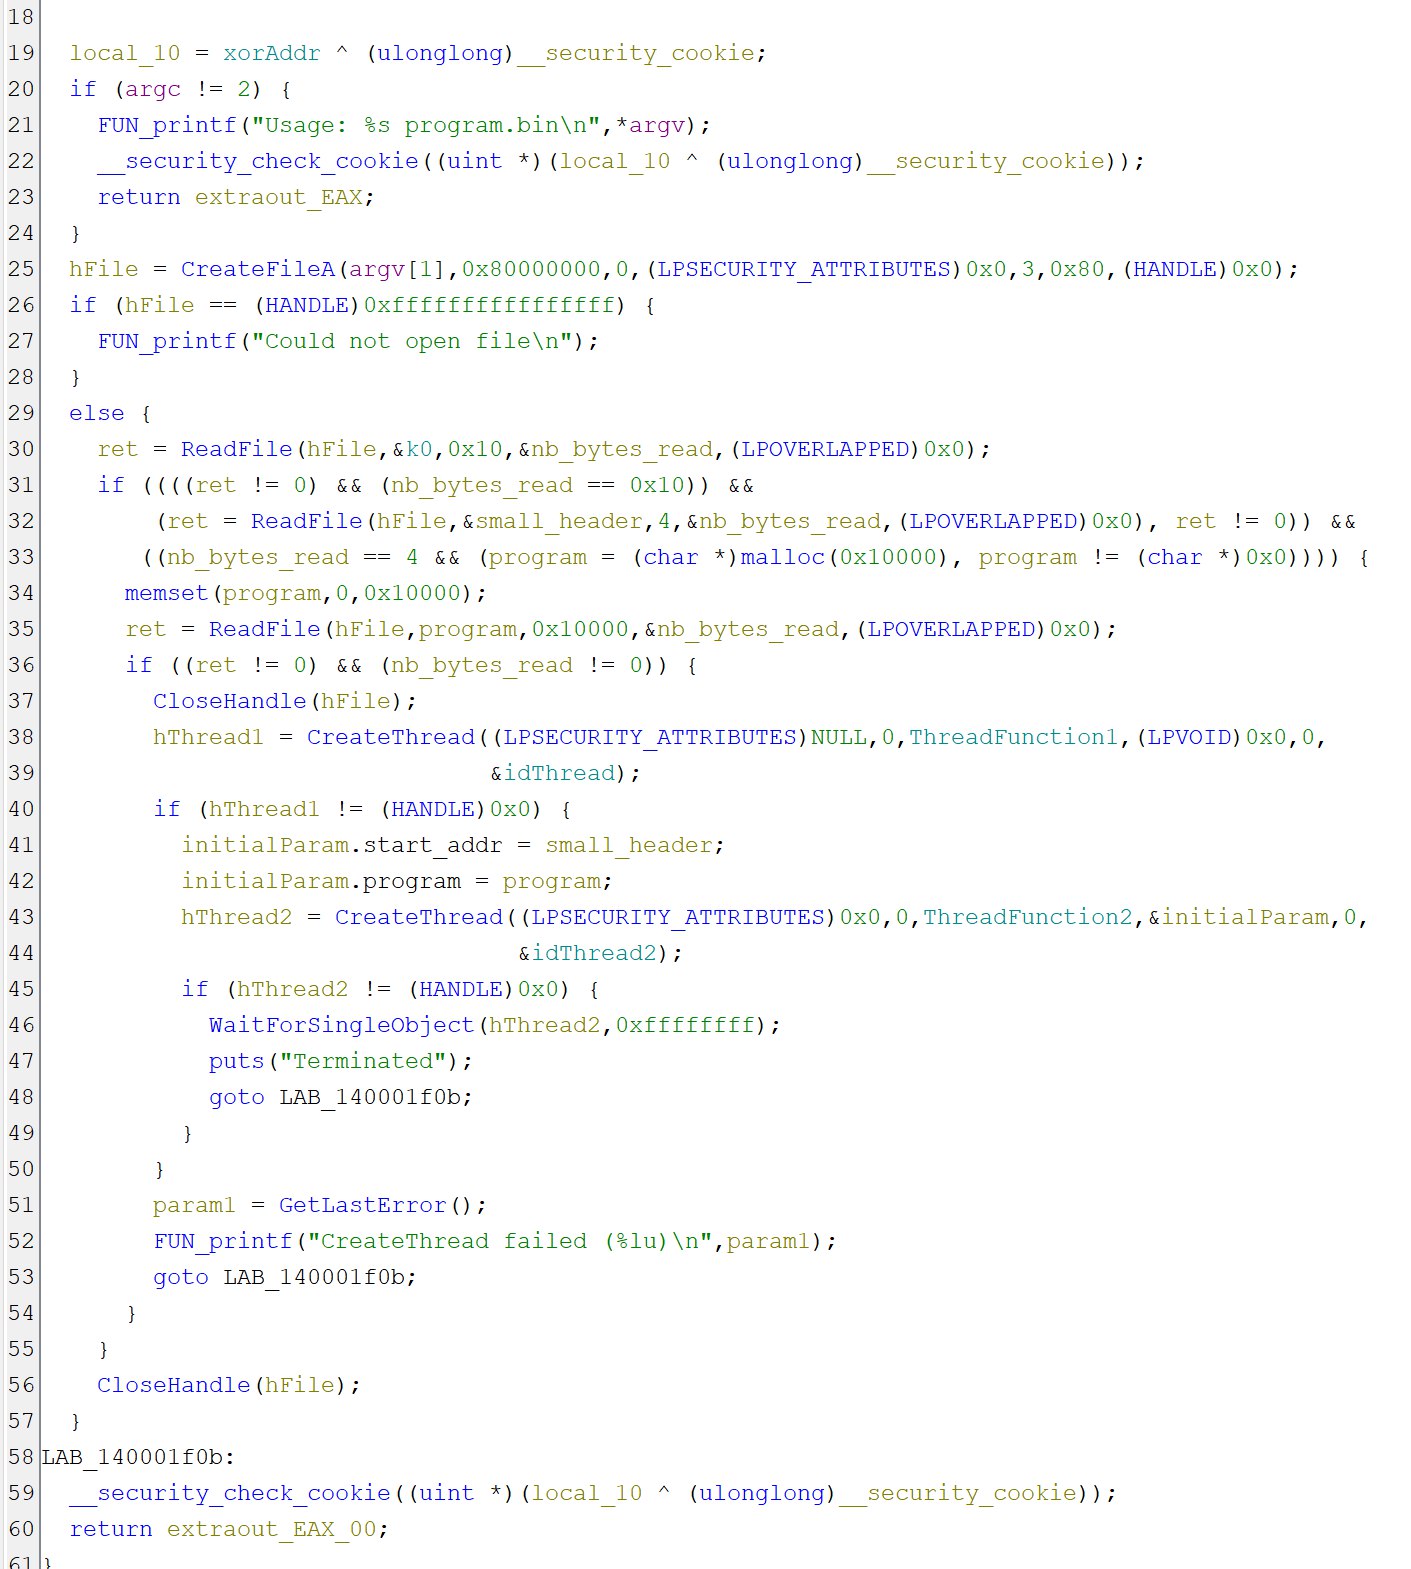 18
19   local_10 = xorAddr ^ (ulonglong)__security_cookie;
20   if (argc != 2) {
21     FUN_printf("Usage: %s program.bin\n",*argv);
22     __security_check_cookie((uint *)(local_10 ^ (ulonglong)__security_cookie));
23     return extraout_EAX;
24   }
25   hFile = CreateFileA(argv[1],0x80000000,0,(LPSECURITY_ATTRIBUTES)0x0,3,0x80,(HANDLE)0x0);
26   if (hFile == (HANDLE)0xffffffffffffffff) {
27     FUN_printf("Could not open file\n");
28   }
29   else {
30     ret = ReadFile(hFile,&k0,0x10,&nb_bytes_read,(LPOVERLAPPED)0x0);
31     if ((((ret != 0) && (nb_bytes_read == 0x10)) &&
32         (ret = ReadFile(hFile,&small_header,4,&nb_bytes_read,(LPOVERLAPPED)0x0), ret != 0)) &&
33        ((nb_bytes_read == 4 && (program = (char *)malloc(0x10000), program != (char *)0x0)))) {
34       memset(program,0,0x10000);
35       ret = ReadFile(hFile,program,0x10000,&nb_bytes_read,(LPOVERLAPPED)0x0);
36       if ((ret != 0) && (nb_bytes_read != 0)) {
37         CloseHandle(hFile);
38         hThread1 = CreateThread((LPSECURITY_ATTRIBUTES)NULL,0,ThreadFunction1,(LPVOID)0x0,0,
39                                 &idThread);
40         if (hThread1 != (HANDLE)0x0) {
41           initialParam.start_addr = small_header;
42           initialParam.program = program;
43           hThread2 = CreateThread((LPSECURITY_ATTRIBUTES)0x0,0,ThreadFunction2,&initialParam,0,
44                                   &idThread2);
45           if (hThread2 != (HANDLE)0x0) {
46             WaitForSingleObject(hThread2,0xffffffff);
47             puts("Terminated");
48             goto LAB_140001f0b;
49           }
50         }
51         param1 = GetLastError();
52         FUN_printf("CreateThread failed (%lu)\n",param1);
53         goto LAB_140001f0b;
54       }
55     }
56     CloseHandle(hFile);
57   }
58 LAB_140001f0b:
59   __security_check_cookie((uint *)(local_10 ^ (ulonglong)__security_cookie));
60   return extraout_EAX_00;
61 }